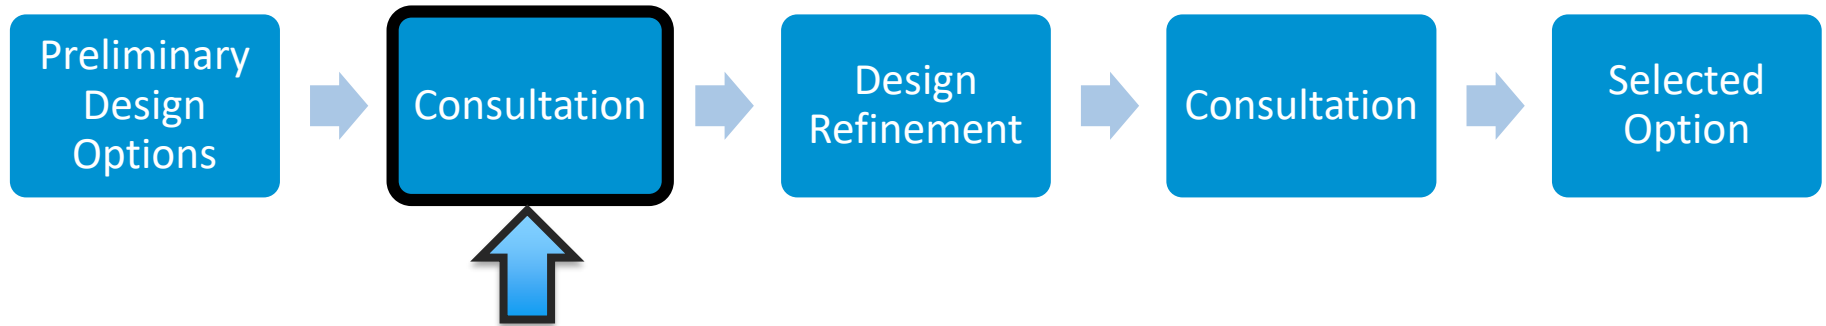 Preliminary
Design
Options
Consultation
Design
Refinement
Consultation
Selected
Option